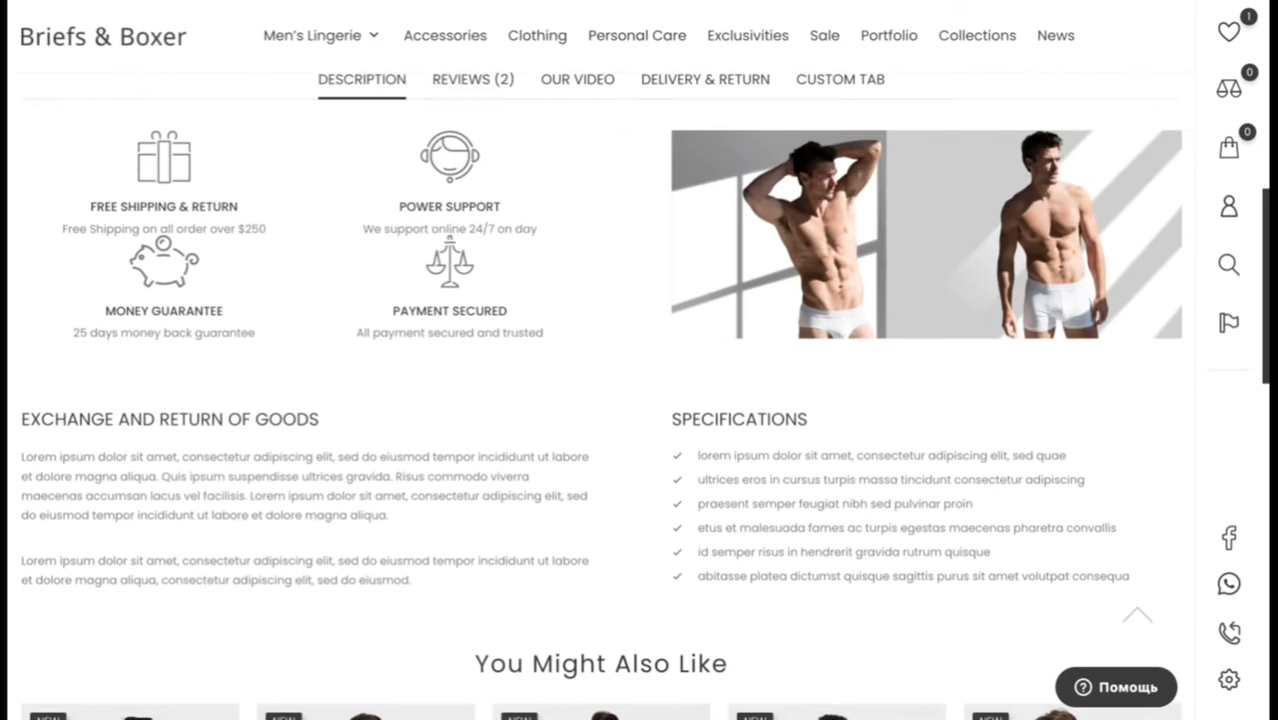 Briefs & Boxer
Men's Lingerie Accessories Clothing Personal Care Exclusivities Sale Portfolio Collections News
1
0
0
DESCRIPTION REVIEWS (2) OUR VIDEO DELIVERY & RETURN CUSTOM TAB
FREE SHIPPING & RETURN
Free Shipping on all order over $250
POWER SUPPORT
We support online 24/7 on day
MONEY GUARANTEE
25 days money back guarantee
PAYMENT SECURED
All payment secured and trusted
EXCHANGE AND RETURN OF GOODS
Lorem ipsum dolor sit amet, consectetur adipiscing elit, sed do eiusmod tempor incididunt ut labore
et dolore magna aliqua. Quis ipsum suspendisse ultrices gravida. Risus commodo viverra
maecenas accumsan lacus vel facilisis. Lorem ipsum dolor sit amet, consectetur adipiscing elit, sed
do eiusmod tempor incididunt ut labore et dolore magna aliqua.
Lorem ipsum dolor sit amet, consectetur adipiscing elit, sed do eiusmod tempor incididunt ut labore
et dolore magna aliqua, consectetur adipiscing elit, sed do eiusmod.
SPECIFICATIONS
lorem ipsum dolor sit amet, consectetur adipiscing elit, sed quae
ultrices eros in cursus turpis massa tincidunt consectetur adipiscing
praesent semper feugiat nibh sed pulvinar proin
etus et malesuada fames ac turpis egestas maecenas pharetra convallis
id semper risus in hendrerit gravida rutrum quisque
abitasse platea dictumst quisque sagittis purus sit amet volutpat consequa
You Might Also Like
Помощь
NEW
NEW
NEW
NEW
NEW